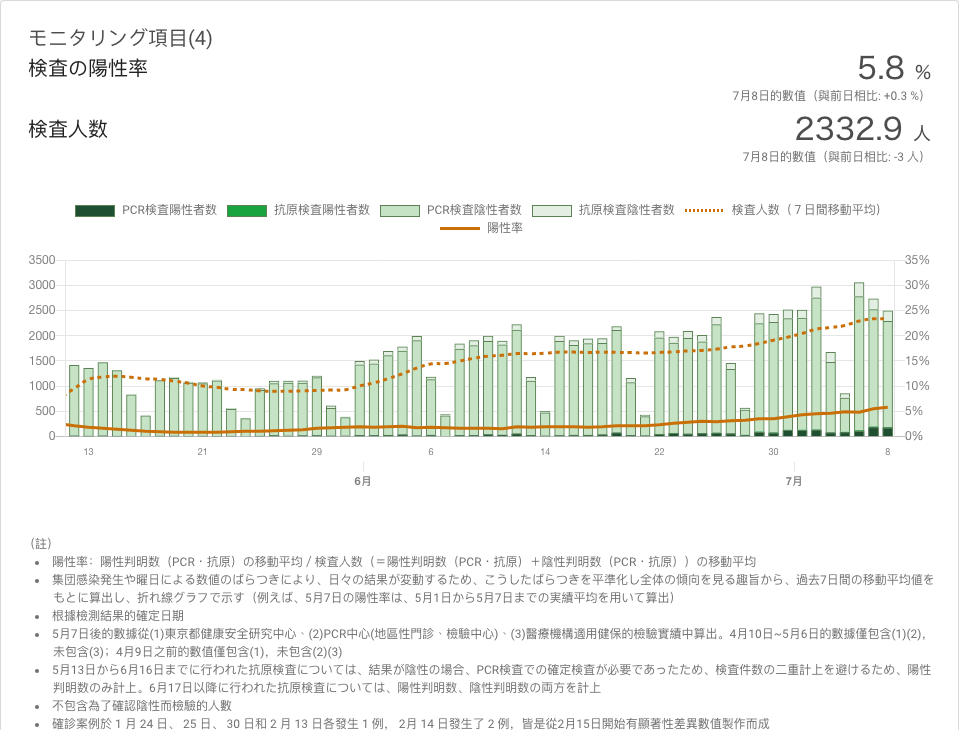 モニタリング項目(4)
検査の陽性率
5.8 %
7月8日的數值（與前日相比: +0.3 %）
検査人数
2332.9 人
7月8日的數值（與前日相比: -3 人）
PCR検査陽性者数 抗原検査陽性者数 PCR検査陰性者数 抗原検査陰性者数 検査人数（７日間移動平均）
陽性率
3500 35%
3000 30%
2500 25%
2000 20%
1500 15%
1000 10%
500 5%
0 0%
13 21 29 6 14 22 30 8
6月 7月
（註）
陽性率：陽性判明数（PCR・抗原）の移動平均 / 検査人数（＝陽性判明数（PCR・抗原）＋陰性判明数（PCR・抗原））の移動平均
集団感染発生や曜日による数値のばらつきにより、日々の結果が変動するため、こうしたばらつきを平準化し全体の傾向を見る趣旨から、過去7日間の移動平均値を
もとに算出し、折れ線グラフで示す（例えば、5月7日の陽性率は、5月1日から5月7日までの実績平均を用いて算出）
根據檢測結果的確定日期
5月7日後的數據從(1)東京都健康安全研究中心、(2)PCR中心(地區性門診、檢驗中心)、(3)醫療機構適用健保的檢驗實績中算出。4月10日~5月6日的數據僅包含(1)(2)，
未包含(3)；4月9日之前的數值僅包含(1)，未包含(2)(3)
5月13日から6月16日までに行われた抗原検査については、結果が陰性の場合、PCR検査での確定検査が必要であったため、検査件数の二重計上を避けるため、陽性
判明数のみ計上。6月17日以降に行われた抗原検査については、陽性判明数、陰性判明数の両方を計上
不包含為了確認陰性而檢驗的人數
確診案例於 1 月 24 日、 25 日、 30 日和 2 月 13 日各發生 1 例， 2月 14 日發生了 2 例，皆是從2月15日開始有顯著性差異數值製作而成